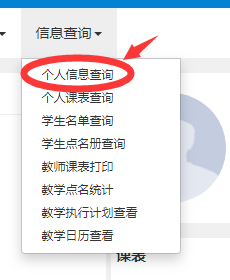 信息查询
个人信息查询
个人课表查询
学生名单查询
学生点名册查询
教师课表打印
教学点名统计
教学执行计划查看
教学日历查看
课表